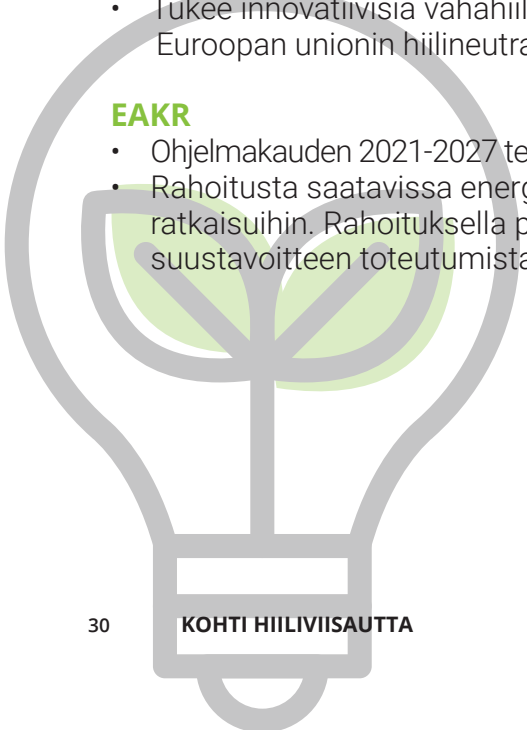 • Tukee innovatiivisia vähähiil
Euroopan unionin hiilineutra
EAKR
• Ohjelmakauden 2021-2027 te
• Rahoitusta saatavissa energ
ratkaisuihin. Rahoituksella p
suustavoitteen toteutumista
30 KOHTI HIILIVIISAUTTA